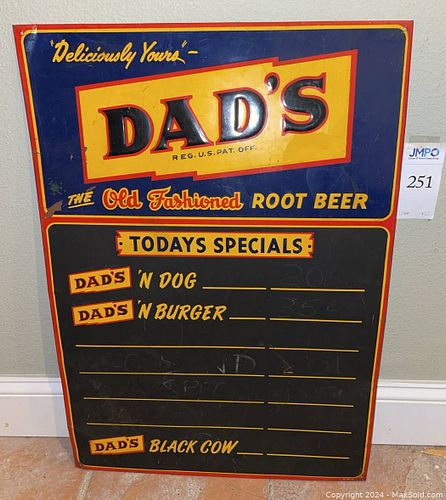 "Deliciously Yours" -
DAD'S
REG. U.S. PAT. OFF.
THE Old Fashioned ROOT BEER
JMPO
251
TODAYS SPECIALS
DAD'S 'N DOG
DAD'S 'N BURGER
DAD'S BLACK COW
Copyright 2024 - MaxSold.com